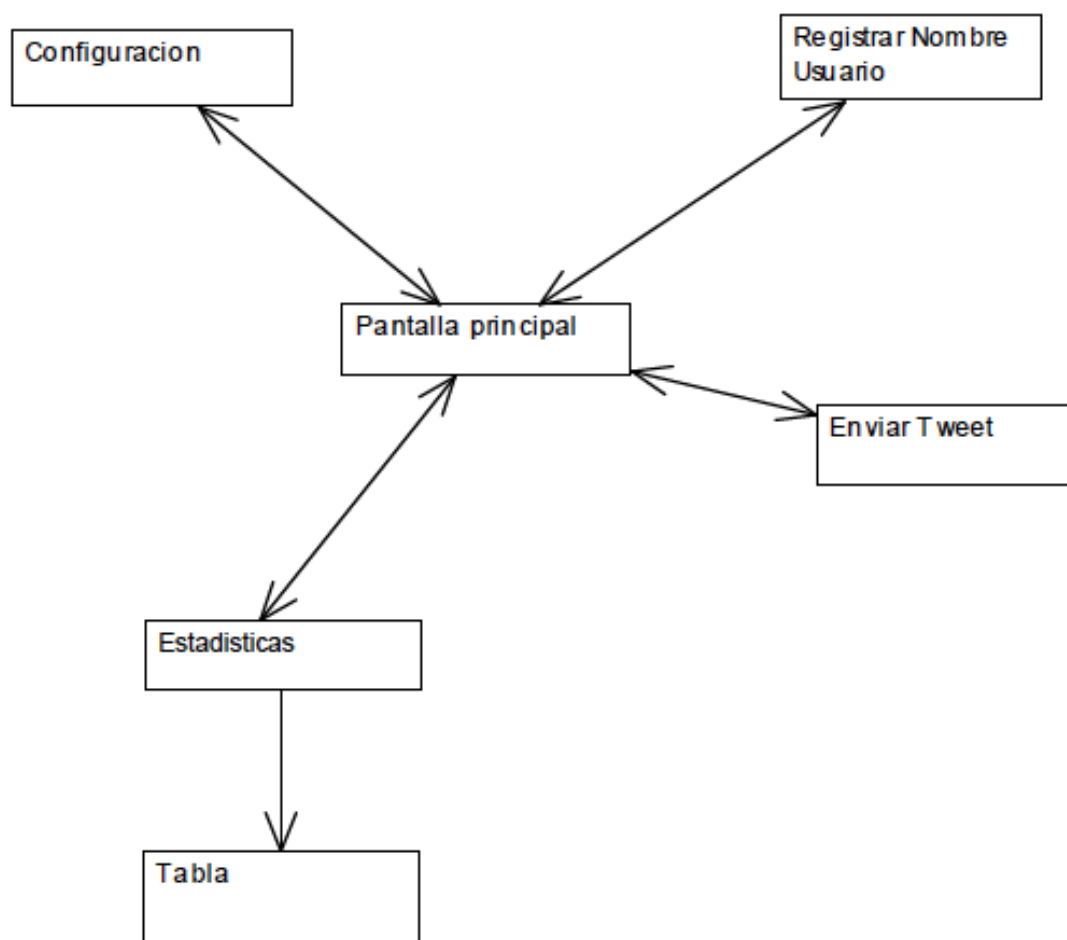 Configuracion
Registrar Nombre
Usuario
Pantalla principal
Enviar Tweet
Estadisticas
Tabla